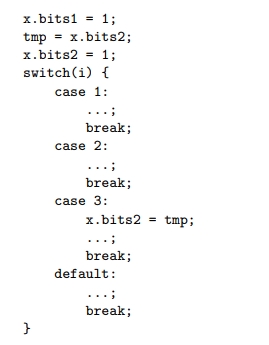 x.bits1 = 1;
tmp = x.bits2;
x.bits2 = 1;
switch(i) {
    case 1:
        ...;
        break;
    case 2:
        ...;
        break;
    case 3:
        x.bits2 = tmp;
        ...;
        break;
    default:
        ...;
        break;
}